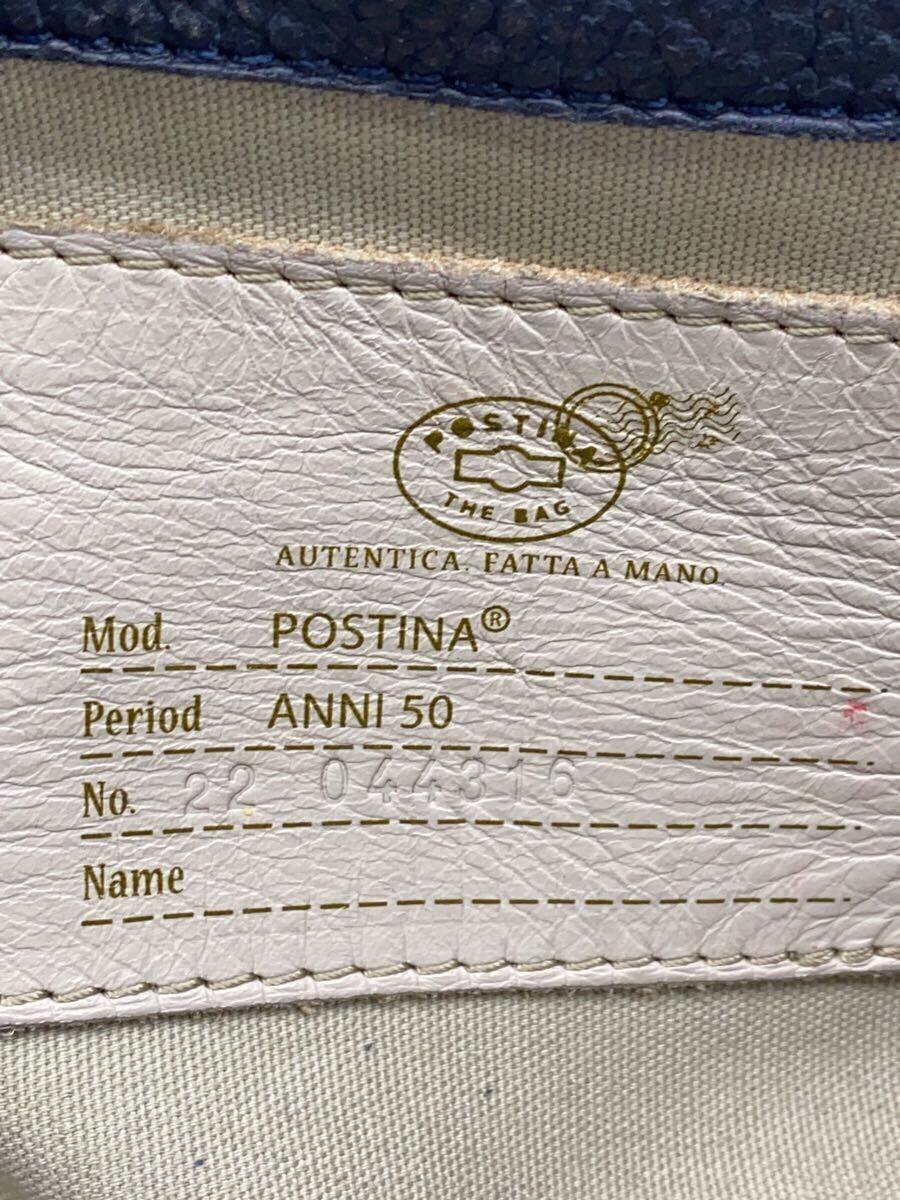 POSTINA
THE BAG
AUTENTICA. FATTA A MANO.
Mod. POSTINA®
Period ANNI 50
No. 22 044316
Name